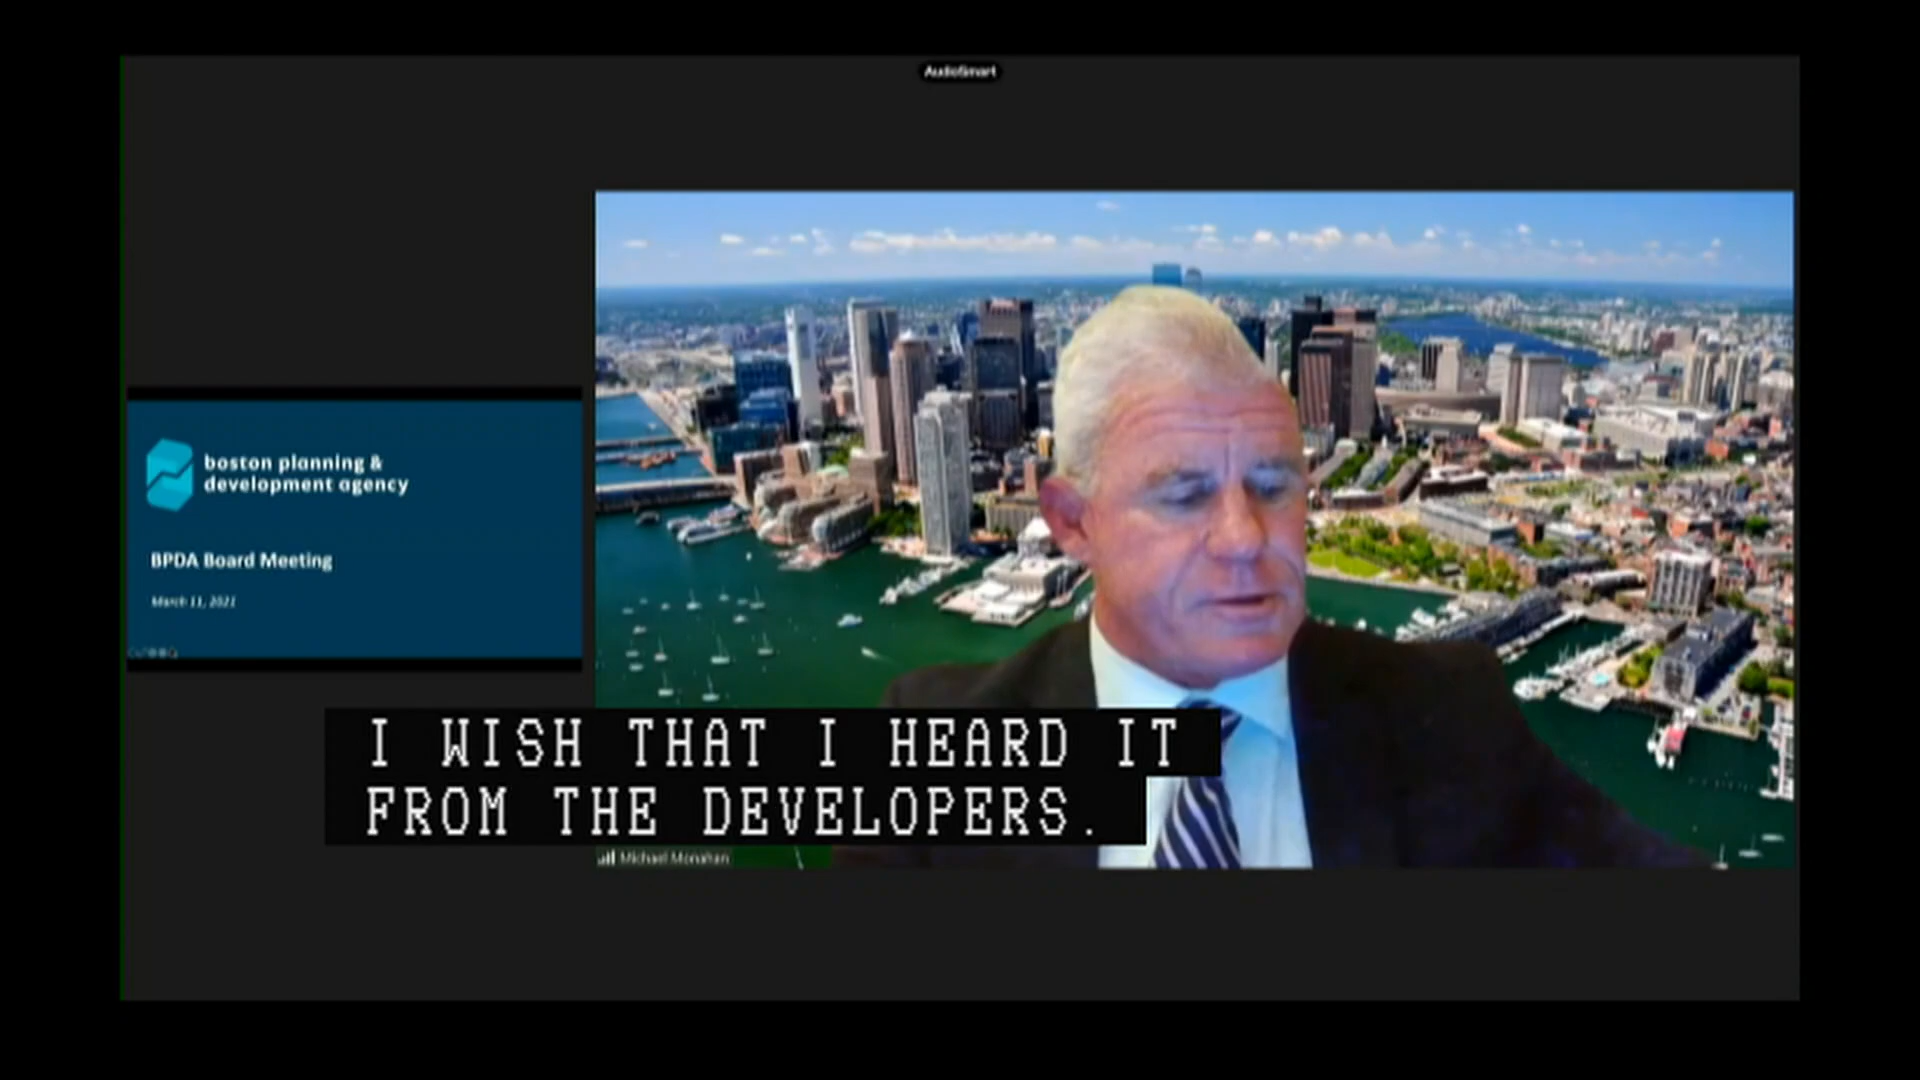 AudioSmart
boston planning &
development agency
BPDA Board Meeting
March 11, 2021
I WISH THAT I HEARD IT
FROM THE DEVELOPERS.
Michael Monahan